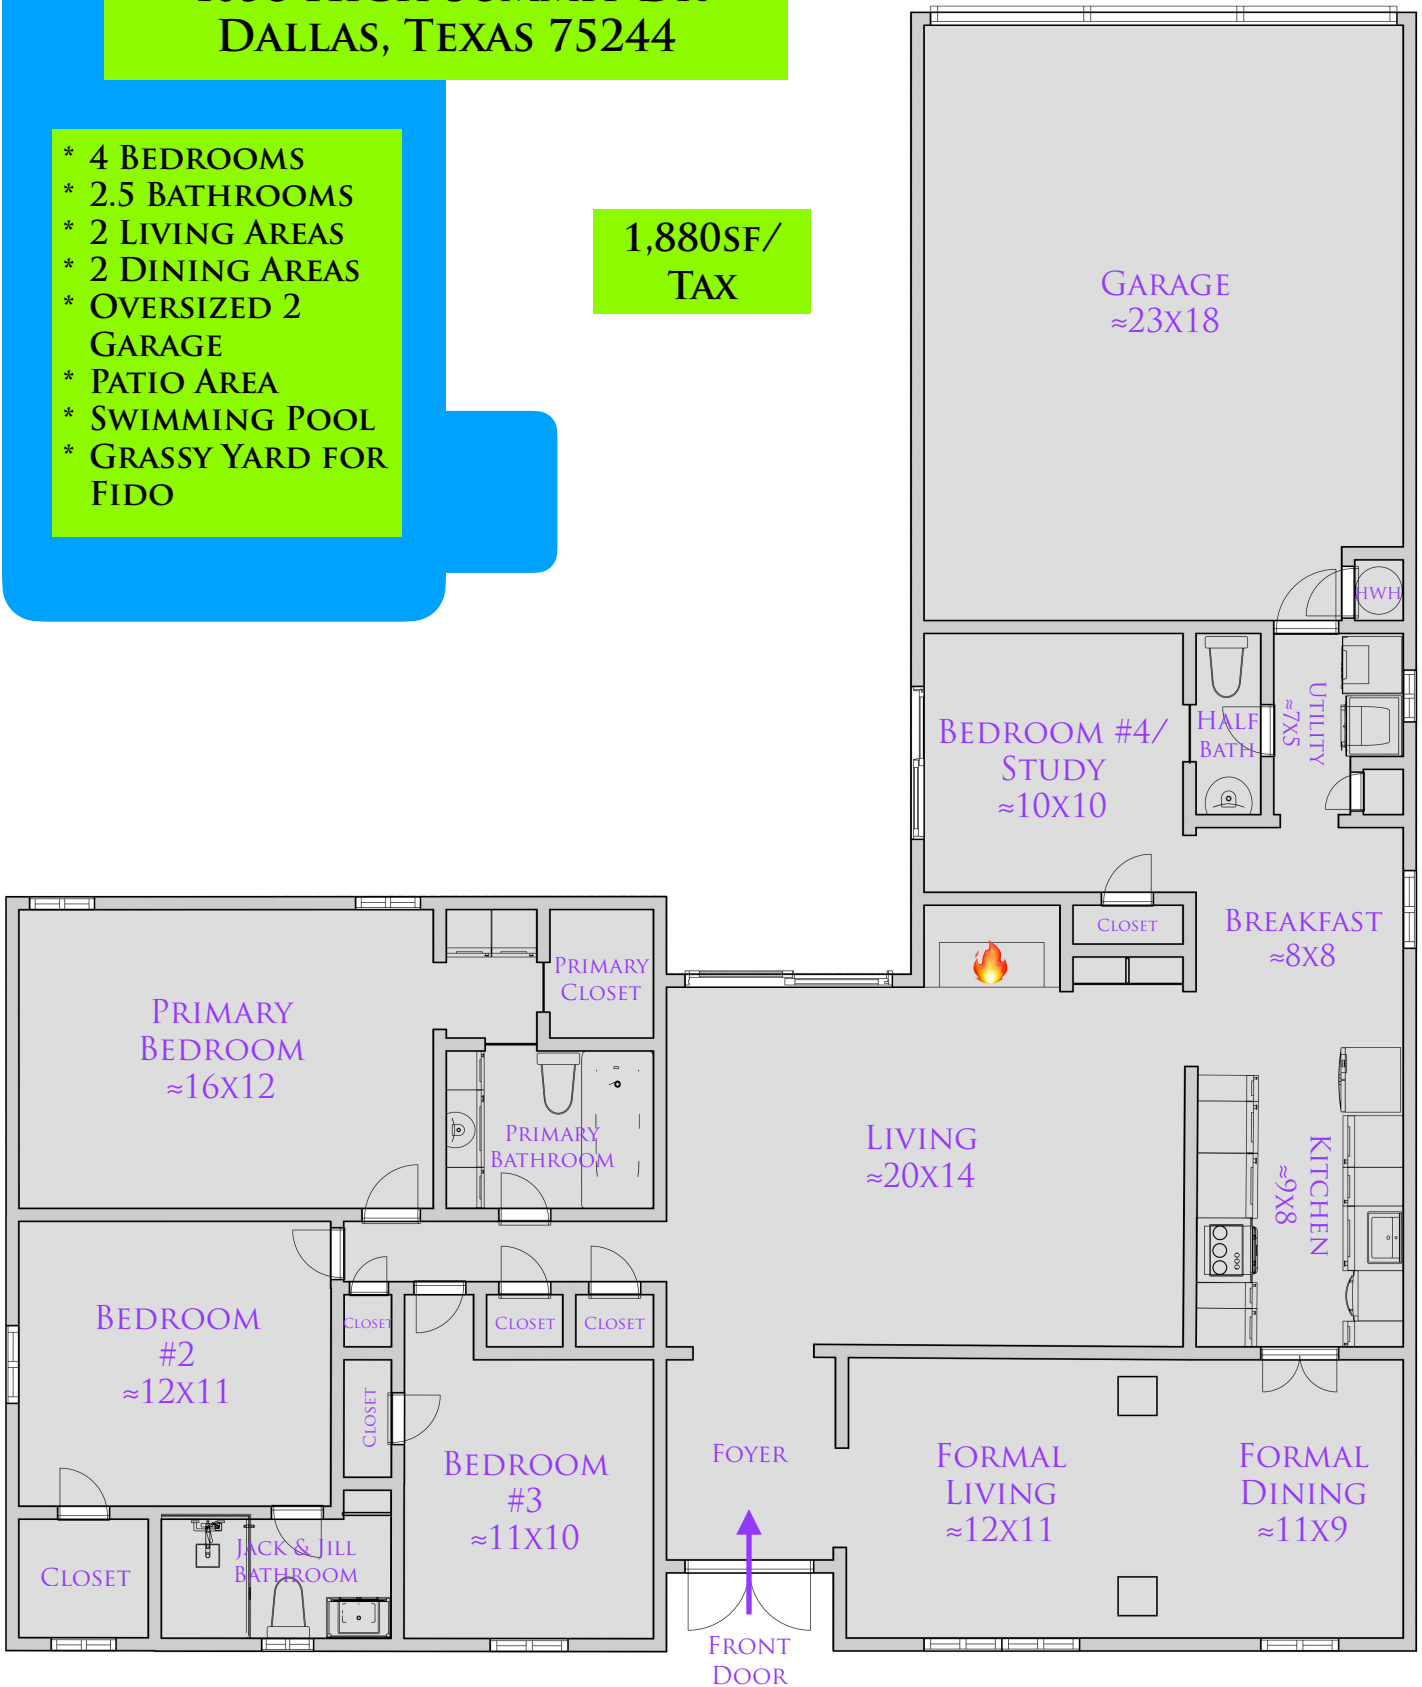 Dallas, Texas 75244
* 4 Bedrooms
* 2.5 Bathrooms
* 2 Living Areas
* 2 Dining Areas
* Oversized 2
Garage
* Patio Area
* Swimming Pool
* Grassy Yard for
Fido
1,880sf/
Tax
Garage
≈23x18
HWH
Bedroom #4/
Study
≈10x10
Half
Bath
Utility
≈7x5
Closet
Breakfast
≈8x8
Primary
Closet
Primary
Bedroom
≈16x12
Primary
Bathroom
Living
≈20x14
Kitchen
≈9x8
Bedroom
#2
≈12x11
Closet
Closet
Closet
Closet
Bedroom
#3
≈11x10
Foyer
Formal
Living
≈12x11
Formal
Dining
≈11x9
Closet
Jack & Jill
Bathroom
Front
Door